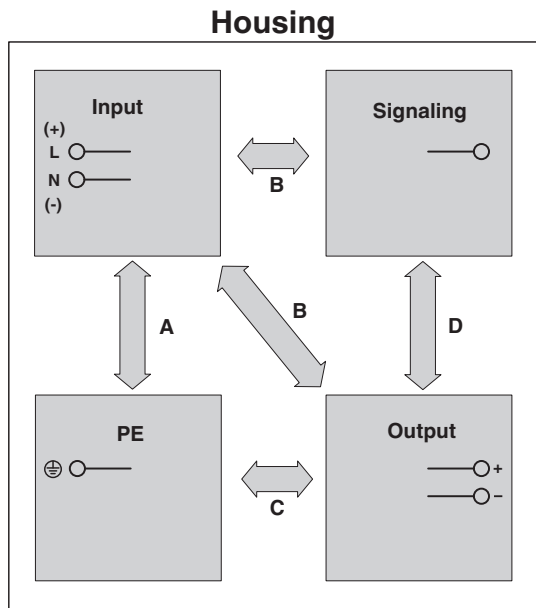 Housing
Input
(+)
L
N
(-)
Signaling
B
A
B
D
PE
Output
+
–
C